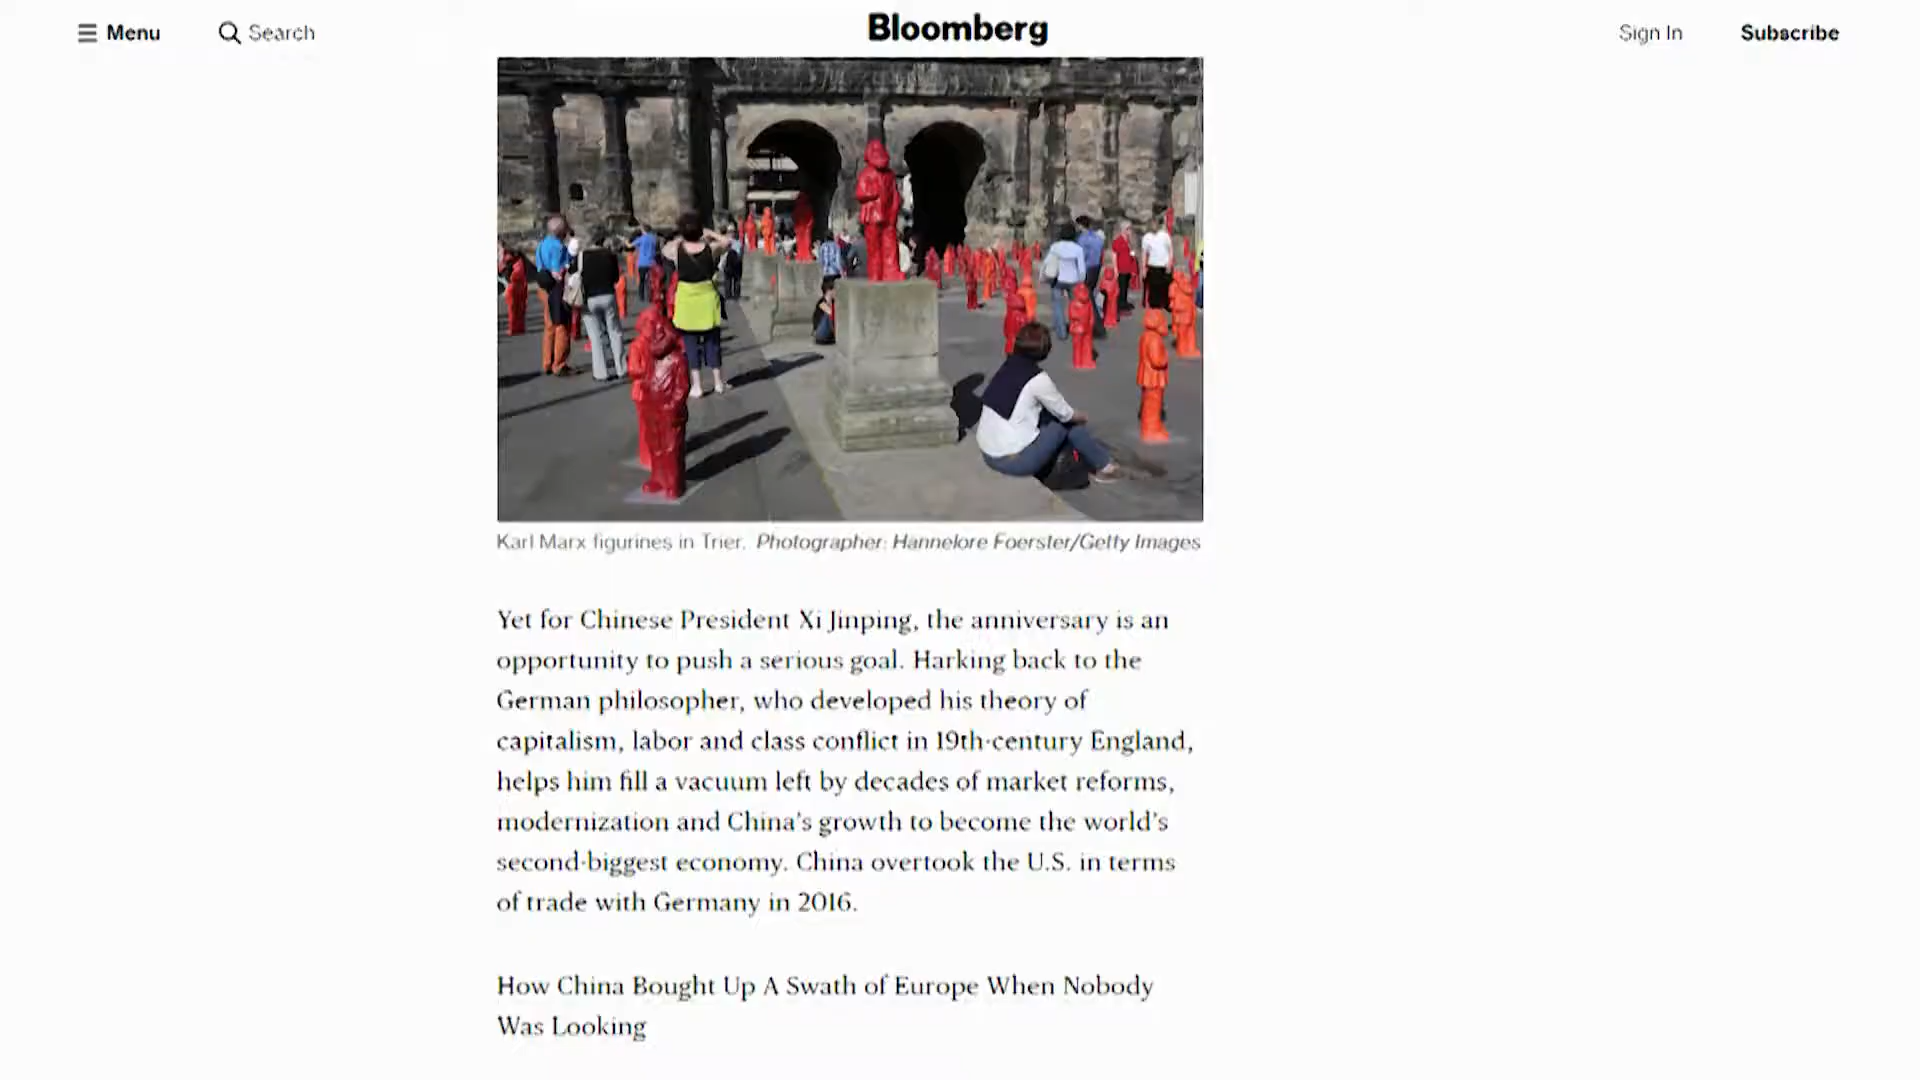 Menu
Search
Bloomberg
Sign In
Subscribe
Karl Marx figurines in Trier. Photographer: Hannelore Foerster/Getty Images
Yet for Chinese President Xi Jinping, the anniversary is an
opportunity to push a serious goal. Harking back to the
German philosopher, who developed his theory of
capitalism, labor and class conflict in 19th-century England,
helps him fill a vacuum left by decades of market reforms,
modernization and China's growth to become the world's
second-biggest economy. China overtook the U.S. in terms
of trade with Germany in 2016.
How China Bought Up A Swath of Europe When Nobody
Was Looking